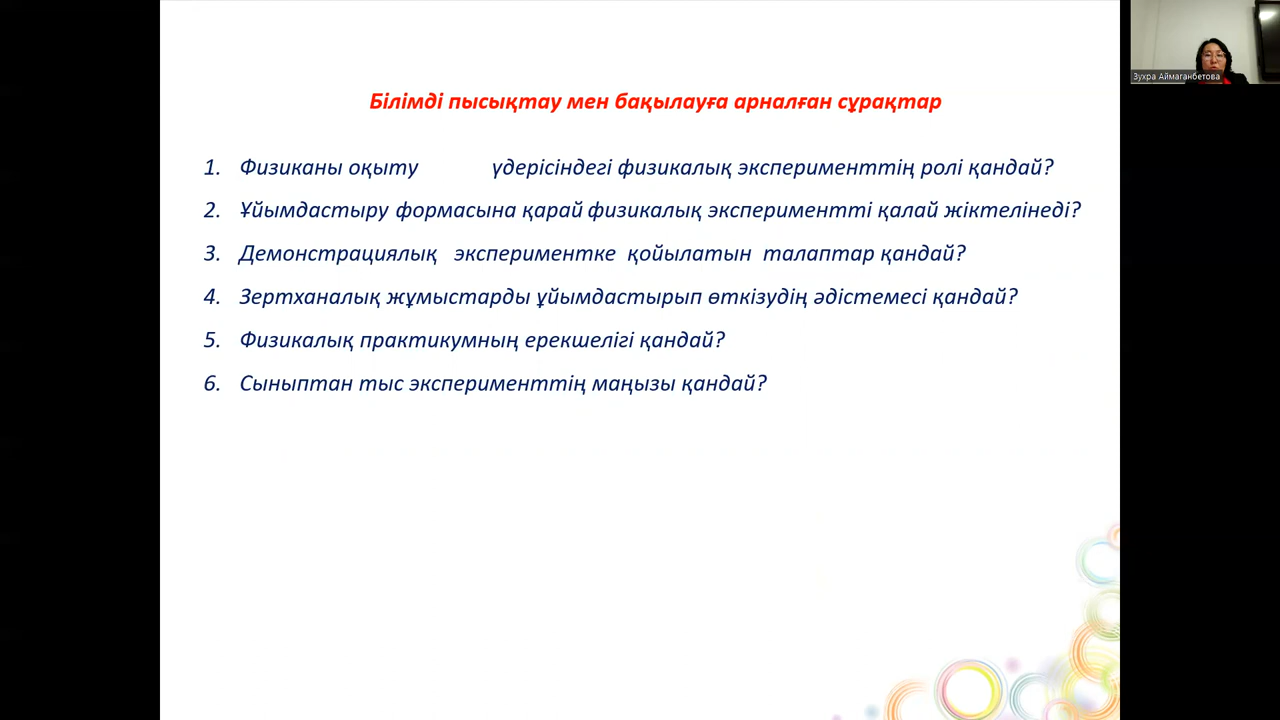 Зухра Аймаганбетова
Білімді пысықтау мен бақылауға арналған сұрақтар
1. Физиканы оқыту үдерісіндегі физикалық эксперименттің ролі қандай?
2. Ұйымдастыру формасына қарай физикалық экспериментті қалай жіктелінеді?
3. Демонстрациялық экспериментке қойылатын талаптар қандай?
4. Зертханалық жұмыстарды ұйымдастырып өткізудің әдістемесі қандай?
5. Физикалық практикумның ерекшелігі қандай?
6. Сыныптан тыс эксперименттің маңызы қандай?